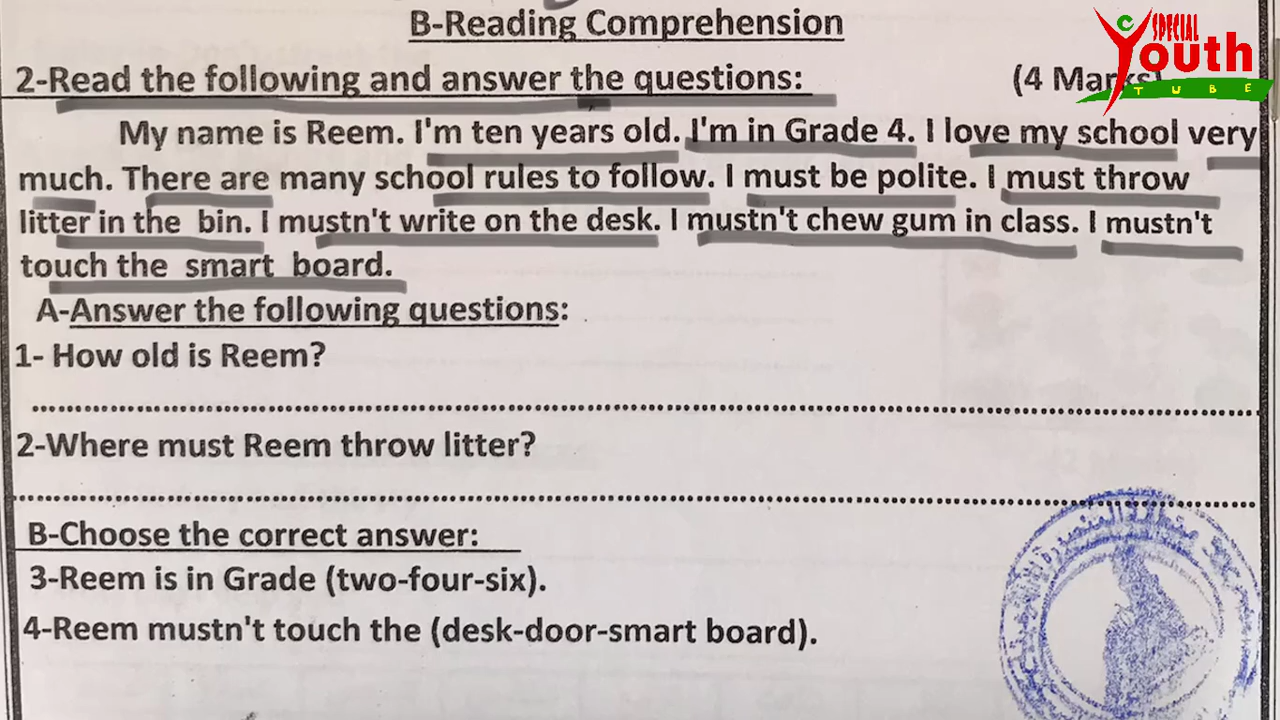 B-Reading Comprehension
SPECIAL
Youth
TUBE
2-Read the following and answer the questions: (4 Marks)
My name is Reem. I'm ten years old. I'm in Grade 4. I love my school very
much. There are many school rules to follow. I must be polite. I must throw
litter in the bin. I mustn't write on the desk. I mustn't chew gum in class. I mustn't
touch the smart board.
A-Answer the following questions:
1- How old is Reem?
2-Where must Reem throw litter?
B-Choose the correct answer:
3-Reem is in Grade (two-four-six).
4-Reem mustn't touch the (desk-door-smart board).